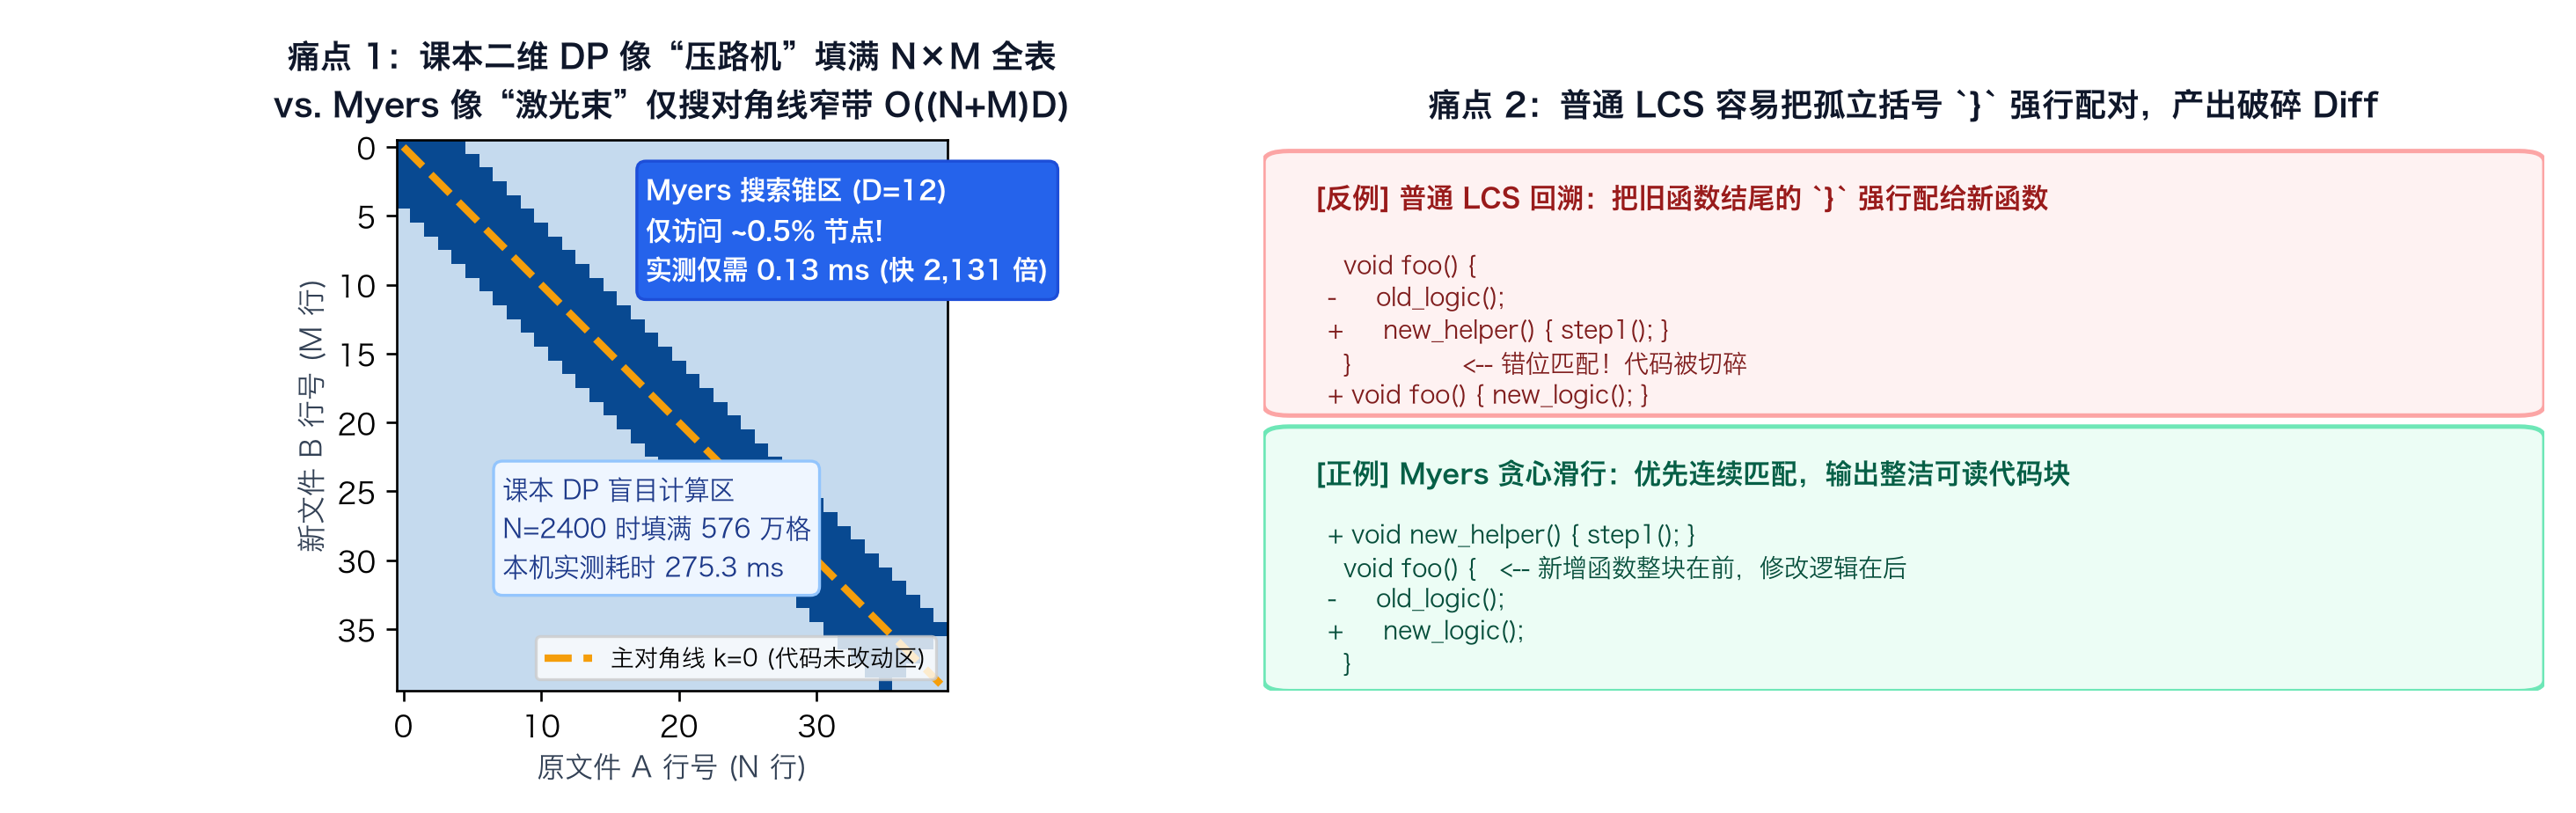 痛点 1：课本二维 DP 像“压路机”填满 N×M 全表
vs. Myers 像“激光束”仅搜对角线窄带 O((N+M)D)
0
5
10
15
20
25
30
35
新文件 B 行号 (M 行)
Myers 搜索锥区 (D=12)
仅访问 ~0.5% 节点!
实测仅需 0.13 ms (快 2,131 倍)
课本 DP 盲目计算区
N=2400 时填满 576 万格
本机实测耗时 275.3 ms
主对角线 k=0 (代码未改动区)
0
10
20
30
原文件 A 行号 (N 行)
痛点 2：普通 LCS 容易把孤立括号 `}` 强行配对，产出破碎 Diff
[反例] 普通 LCS 回溯：把旧函数结尾的 `}` 强行配给新函数
void foo() {
- old_logic();
+ new_helper() { step1(); }
} <-- 错位匹配！代码被切碎
+ void foo() { new_logic(); }
[正例] Myers 贪心滑行：优先连续匹配，输出整洁可读代码块
+ void new_helper() { step1(); }
void foo() { <-- 新增函数整块在前，修改逻辑在后
- old_logic();
+ new_logic();
}